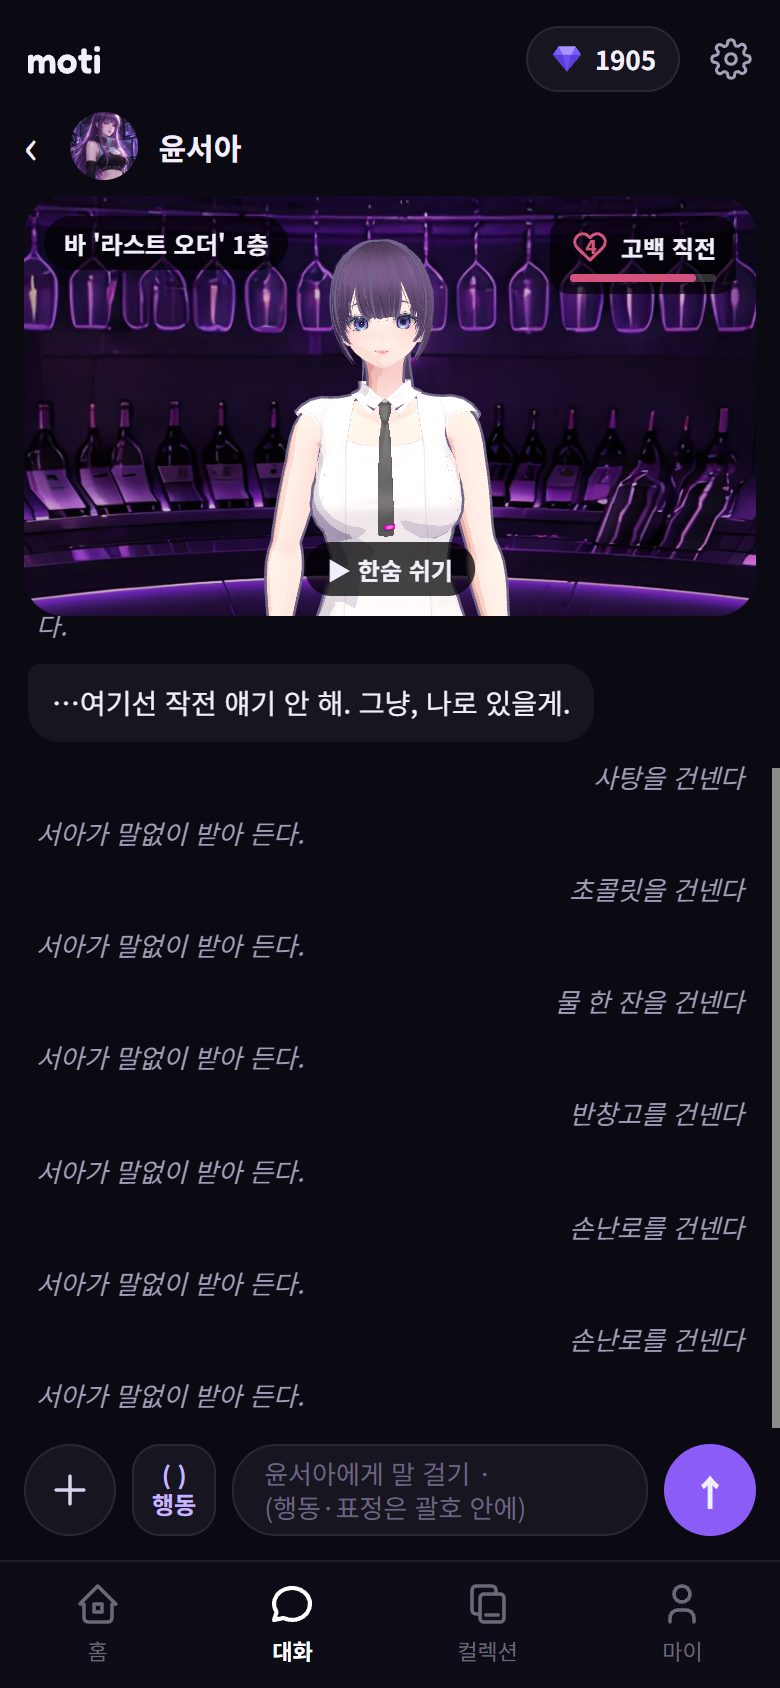 moti
1905
‹
윤서아
바 '라스트 오더' 1층
4 고백 직전
▶ 한숨 쉬기
다.
…여기선 작전 얘기 안 해. 그냥, 나로 있을게.
사탕을 건넨다
서아가 말없이 받아 든다.
초콜릿을 건넨다
서아가 말없이 받아 든다.
물 한 잔을 건넨다
서아가 말없이 받아 든다.
반창고를 건넨다
서아가 말없이 받아 든다.
손난로를 건넨다
서아가 말없이 받아 든다.
손난로를 건넨다
서아가 말없이 받아 든다.
( )
행동
윤서아에게 말 걸기 ·
(행동·표정은 괄호 안에)
홈
대화
컬렉션
마이